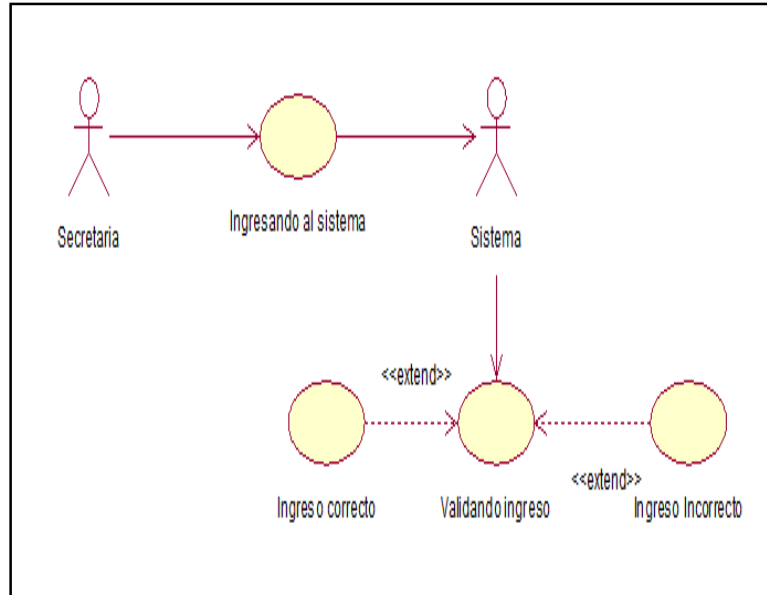 Secretaria
Ingresando al sistema
Sistema
<<extend>>
<<extend>>
Ingreso correcto
Validando ingreso
Ingreso Incorrecto